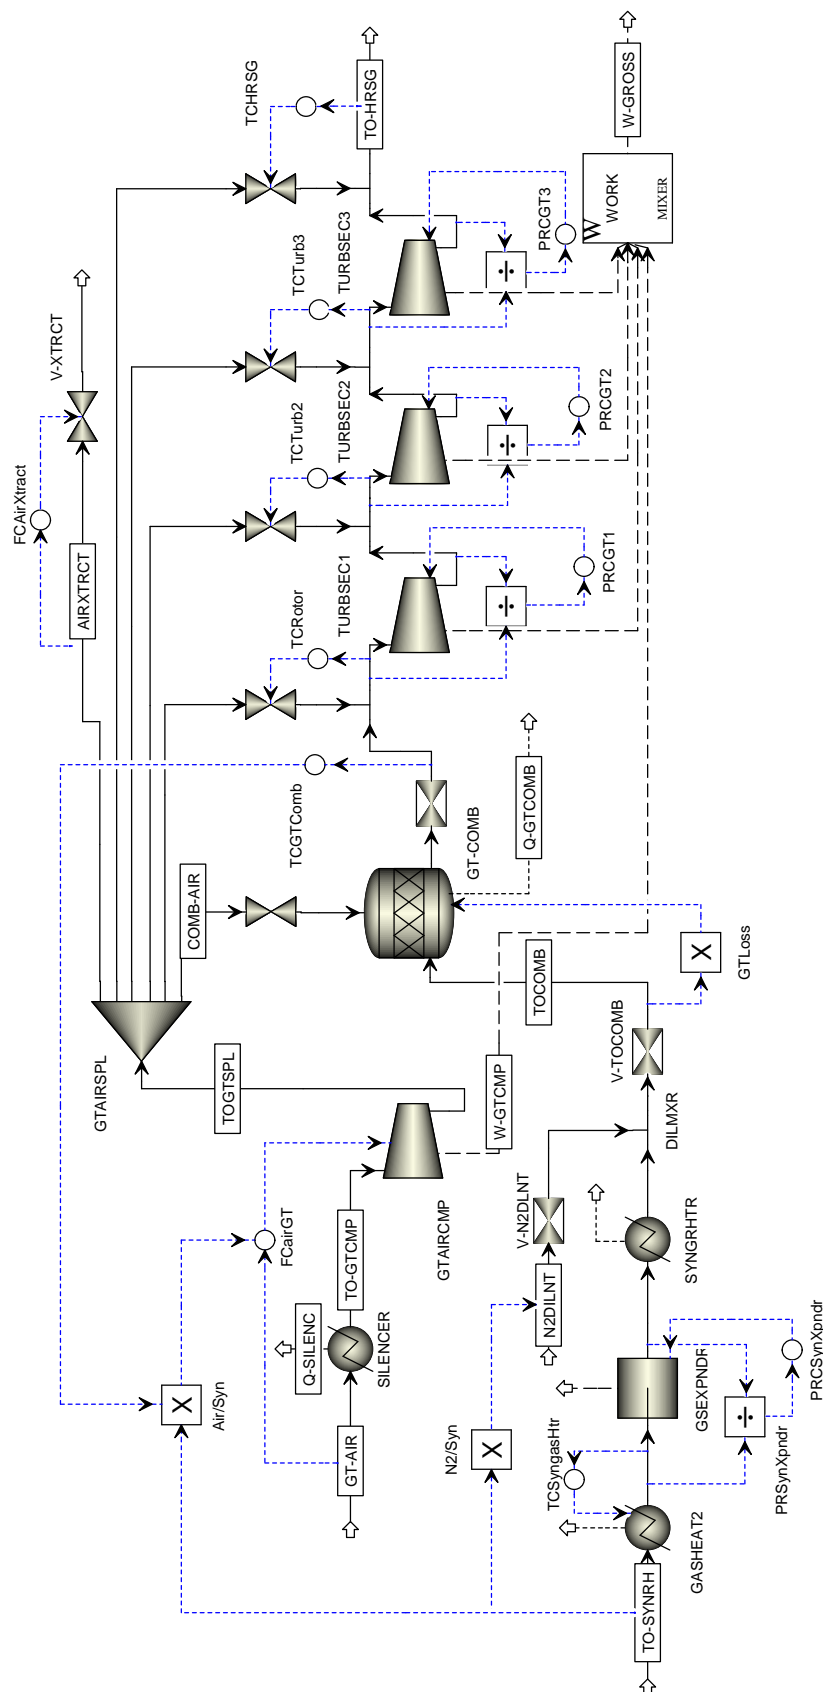 TCHRSG
TO-HRSG
W-GROSS
W
WORK
MIXER
V-XTRCT
TCTurb3
TURBSEC3
PRCGT3
FCAirXtract
AIRXTRCT
TCTurb2
TURBSEC2
÷
PRCGT2
TCRotor
TURBSEC1
÷
PRCGT1
÷
TCGTComb
GT-COMB
Q-GTCOMB
COMB-AIR
GTAIRSPL
TOGTSPL
TOCOMB
X
GTLoss
W-GTCMP
V-TOCOMB
DILMXR
FCairGT
TO-GTCMP
GTAIRCMP
V-N2DLNT
N2DILNT
SYNGRHTR
Q-SILENC
SILENCER
X
Air/Syn
GT-AIR
X
N2/Syn
GSEXPNDR
PRCSynXpndr
÷
PRSynXpndr
TCSyngasHtr
GASHEAT2
TO-SYNRH